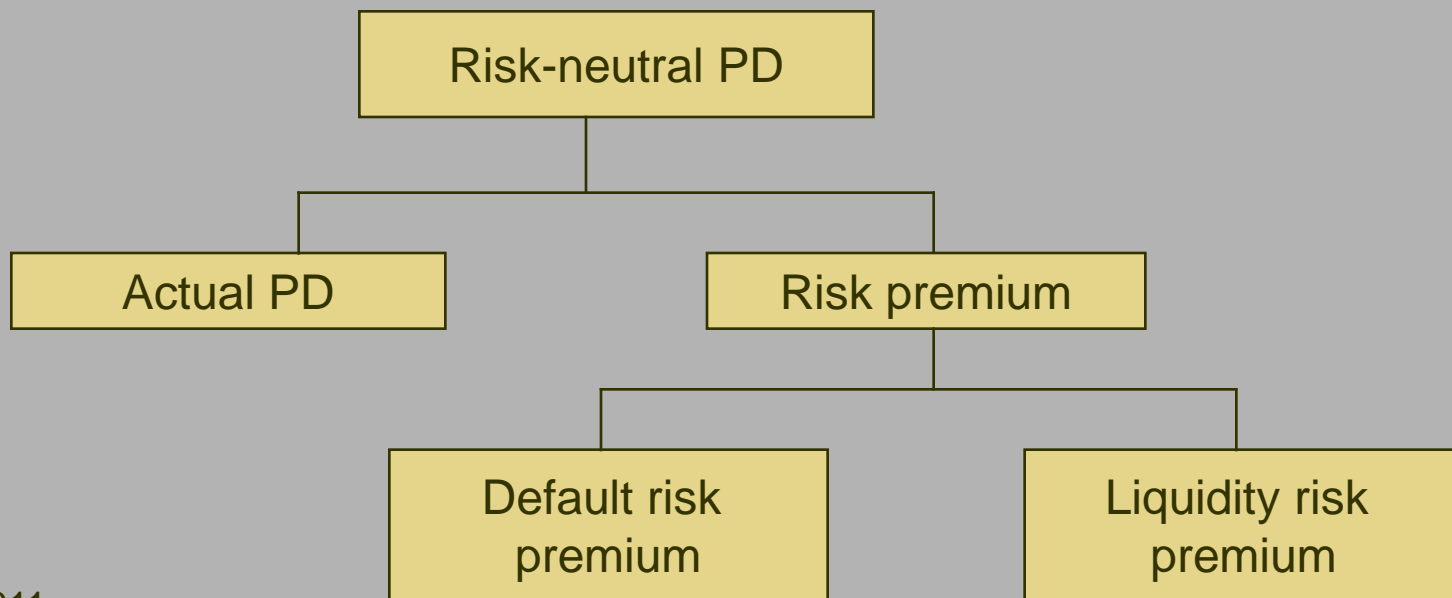 Risk-neutral PD
Actual PD
Risk premium
Default risk
premium
Liquidity risk
premium